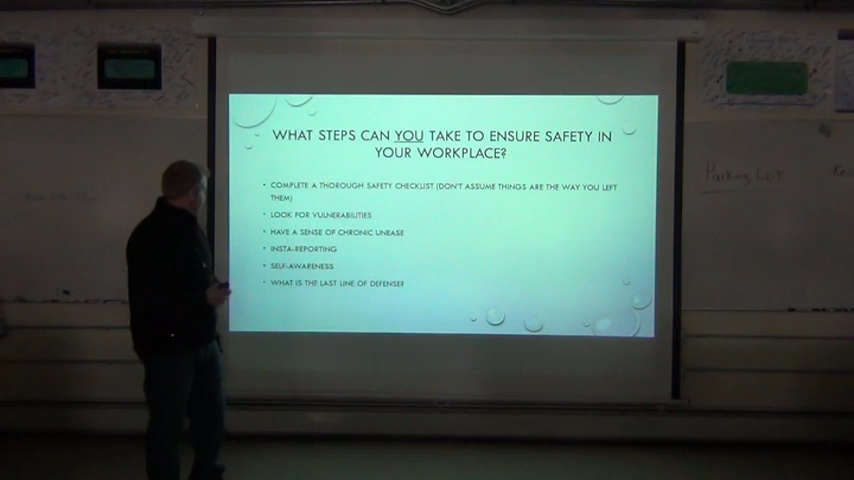 WHAT STEPS CAN YOU TAKE TO ENSURE SAFETY IN
YOUR WORKPLACE?
• COMPLETE A THOROUGH SAFETY CHECKLIST (DON'T ASSUME THINGS ARE THE WAY YOU LEFT
THEM)
• LOOK FOR VULNERABILITIES
• HAVE A SENSE OF CHRONIC UNEASE
• INSTA-REPORTING
• SELF-AWARENESS
• WHAT IS THE LAST LINE OF DEFENSE?
Parking Lot